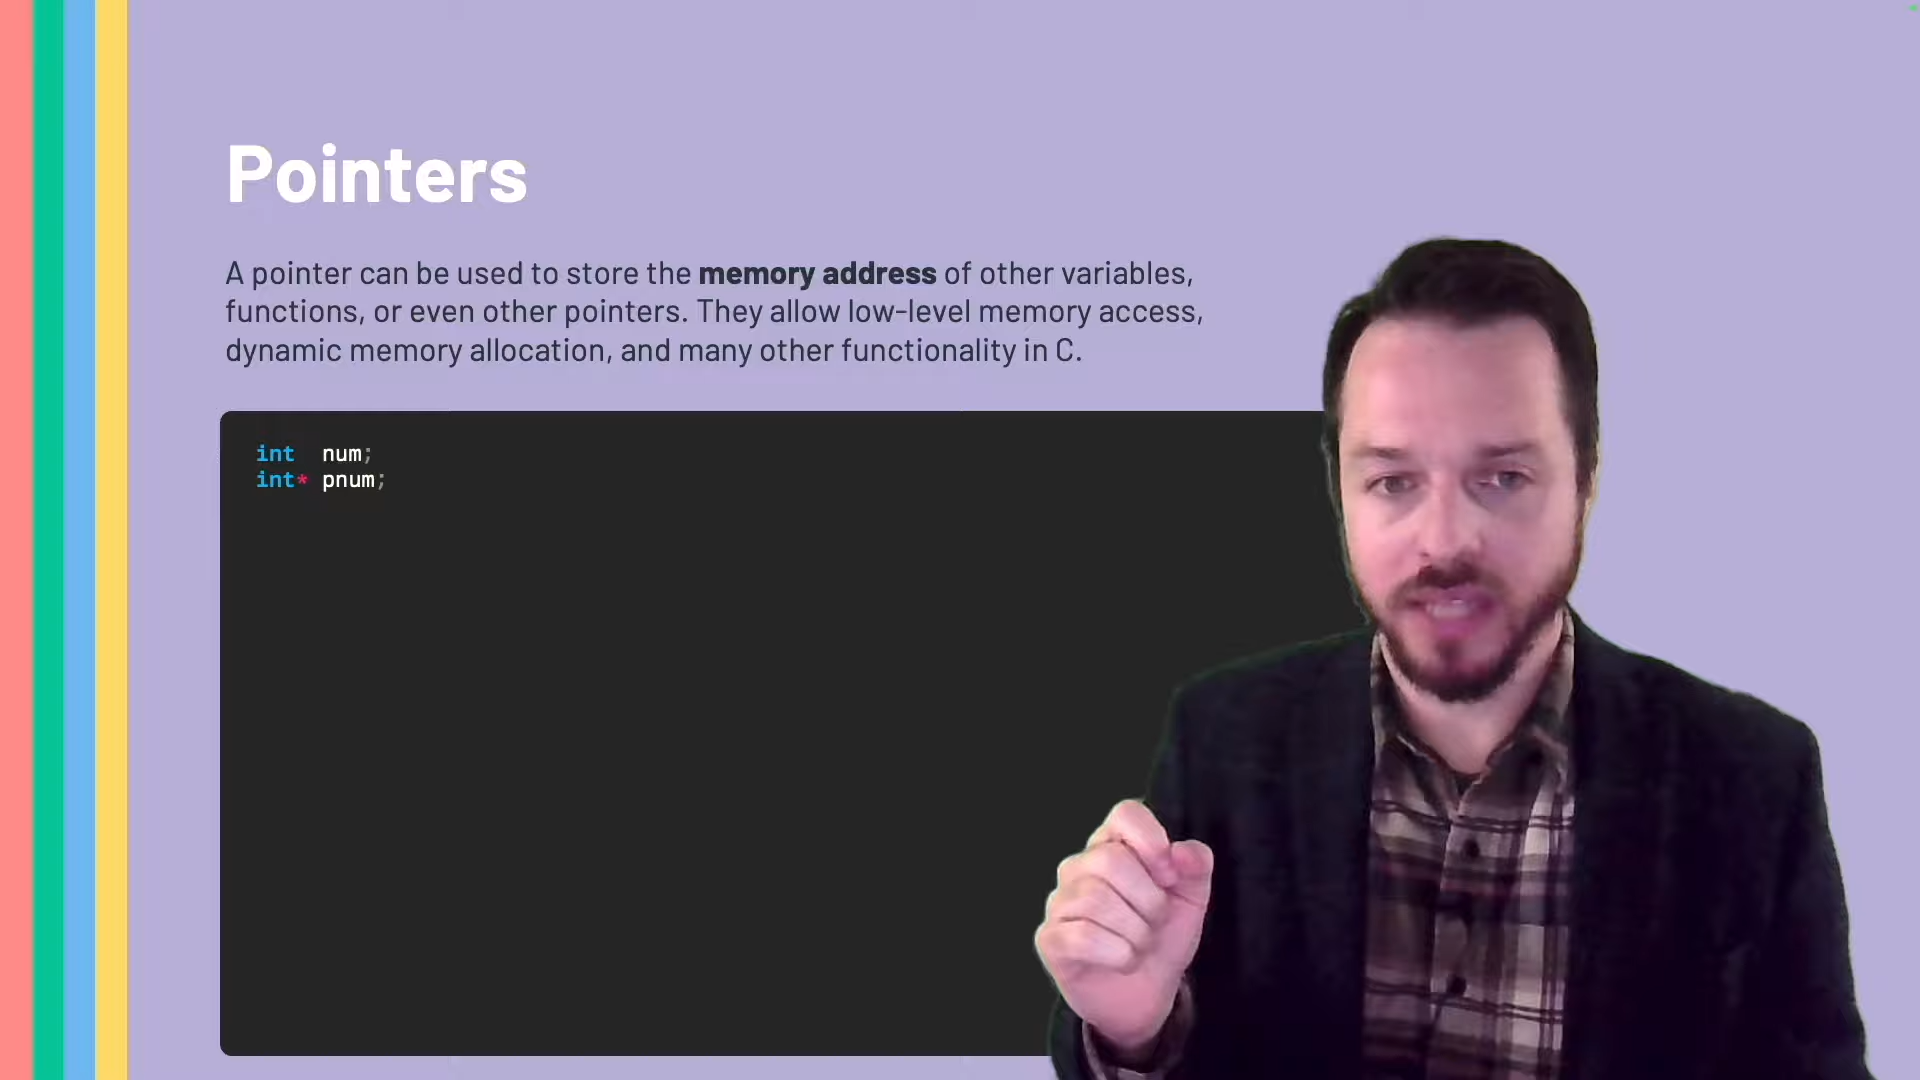 Pointers
A pointer can be used to store the memory address of other variables,
functions, or even other pointers. They allow low-level memory access,
dynamic memory allocation, and many other functionality in C.
int  num;
int* pnum;